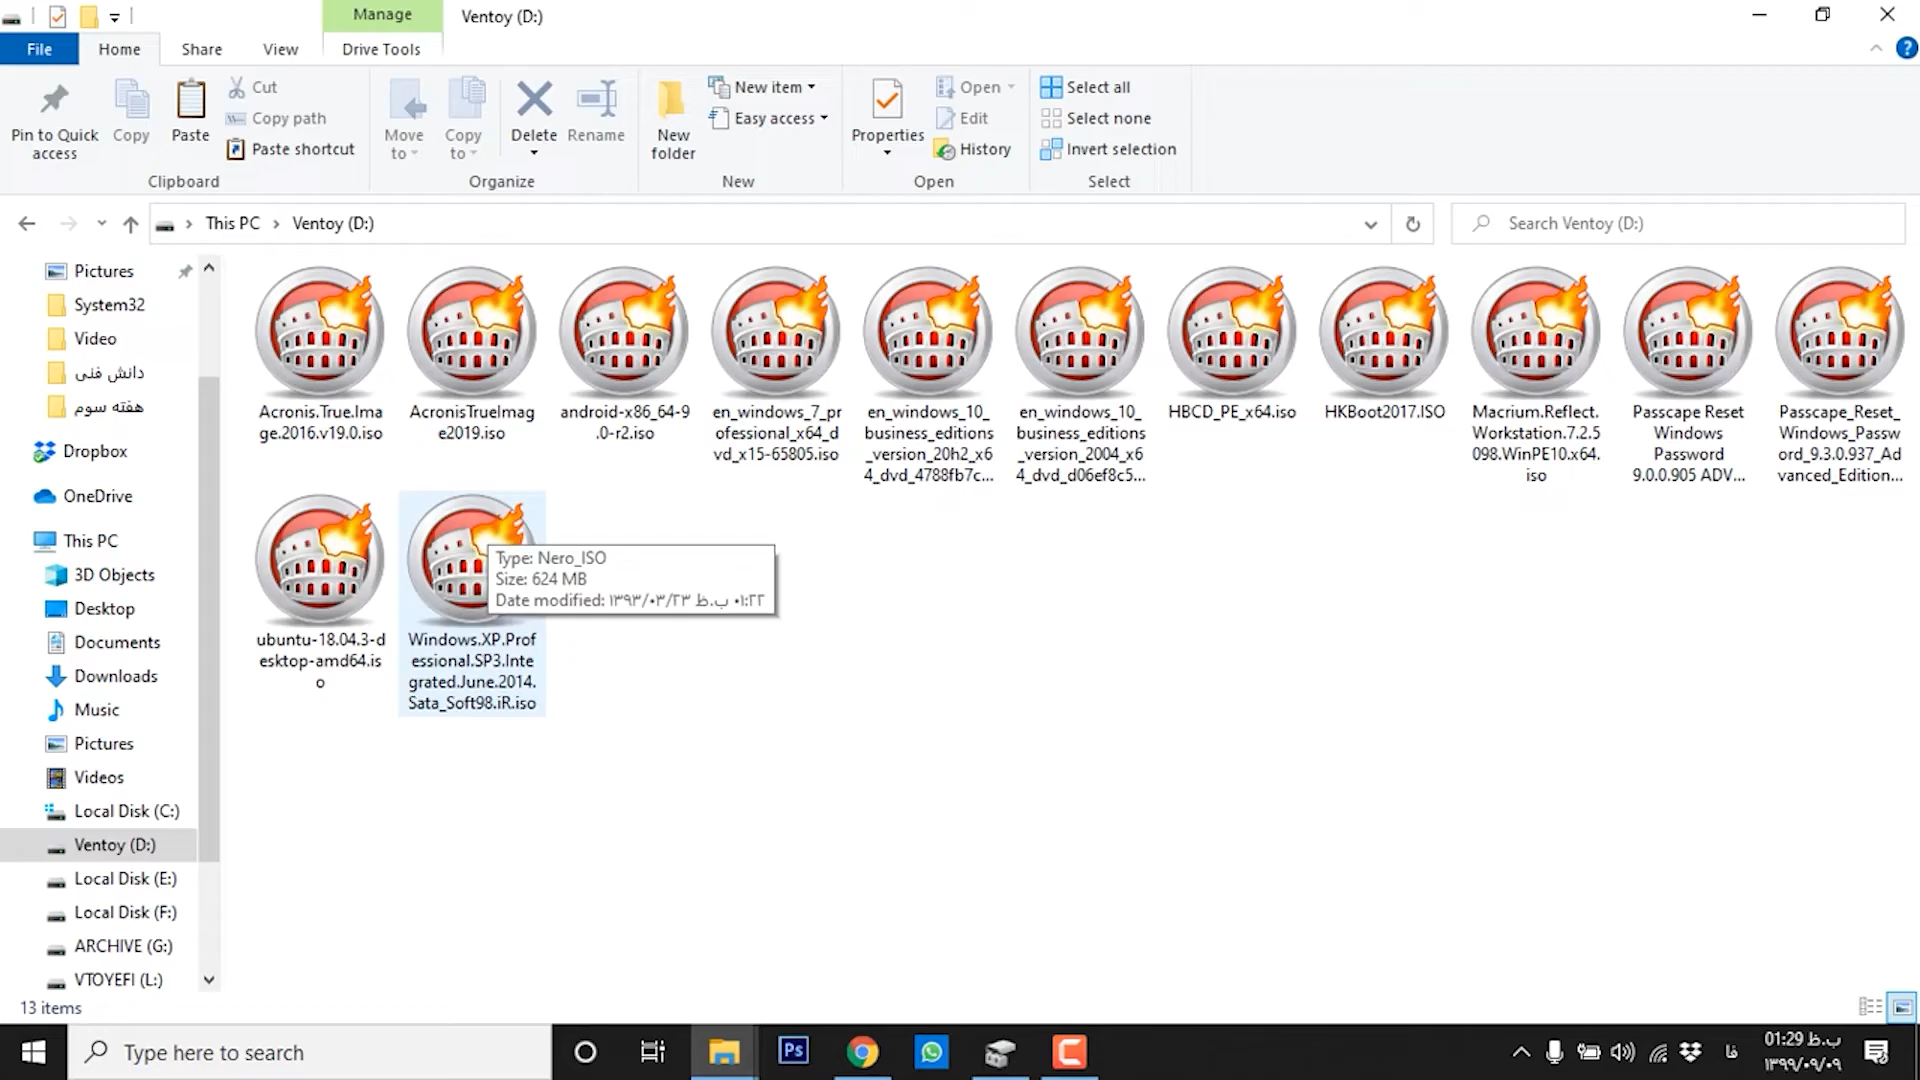 Manage
Ventoy (D:)
File
Home
Share
View
Drive Tools
Pin to Quick access
Copy
Paste
Cut
Copy path
Paste shortcut
Clipboard
Move to
Copy to
Delete
Rename
Organize
New folder
New item
Easy access
New
Properties
Open
Edit
History
Open
Select all
Select none
Invert selection
Select
This PC
Ventoy (D:)
Search Ventoy (D:)
Pictures
System32
Video
دانش فنی
هفته سوم
Dropbox
OneDrive
This PC
3D Objects
Desktop
Documents
Downloads
Music
Pictures
Videos
Local Disk (C:)
Ventoy (D:)
Local Disk (E:)
Local Disk (F:)
ARCHIVE (G:)
VTOYEFI (L:)
Acronis.True.Ima
ge.2016.v19.0.iso
AcronisTrueImag
e2019.iso
android-x86_64-9
.0-r2.iso
en_windows_7_pr
ofessional_x64_d
vd_x15-65805.iso
en_windows_10_
business_editions
_version_20h2_x6
4_dvd_4788fb7c...
en_windows_10_
business_editions
_version_2004_x6
4_dvd_d06ef8c5...
HBCD_PE_x64.iso
HKBoot2017.ISO
Macrium.Reflect.
Workstation.7.2.5
098.WinPE10.x64.
iso
Passcape Reset
Windows
Password
9.0.0.905 ADV...
Passcape_Reset_
Windows_Passw
ord_9.3.0.937_Ad
vanced_Edition...
ubuntu-18.04.3-d
esktop-amd64.is
o
Windows.XP.Prof
essional.SP3.Inte
grated.June.2014.
Sata_Soft98.iR.iso
Type: Nero_ISO
Size: 624 MB
Date modified: ۱۳۹۳/۰۳/۲۳ ب.ظ ۰۱:۲۲
13 items
Type here to search
Ps
فا
01:29 ب.ظ
۱۳۹۹/۰۹/۰۹